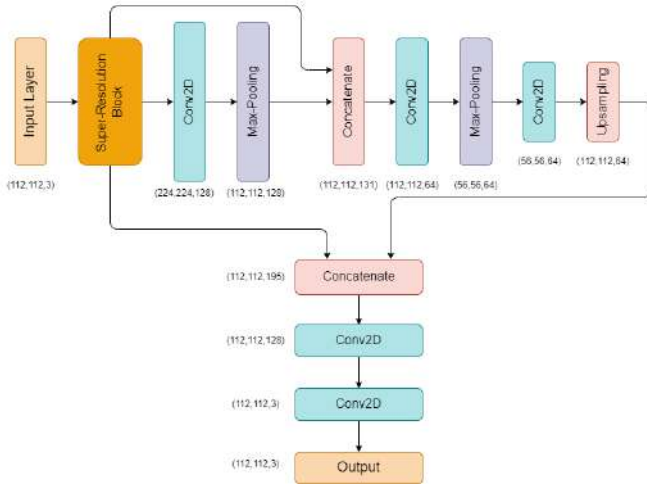 Input Layer
Super-Resolution
Block
Conv2D
Max-Pooling
Concatenate
Conv2D
Max-Pooling
Conv2D
Upsampling
(112,112,3)
(224,224,128)
(112,112,128)
(112,112,131)
(112,112,64)
(56,56,64)
(56,56,64)
(112,112,64)
(112,112,195)
Concatenate
(112,112,128)
Conv2D
(112,112,3)
Conv2D
(112,112,3)
Output